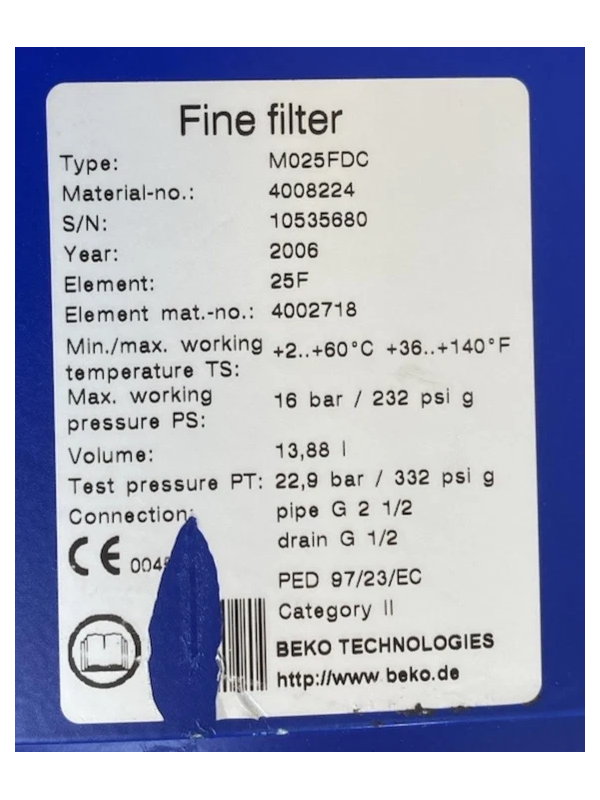 Fine filter
Type: M025FDC
Material-no.: 4008224
S/N: 10535680
Year: 2006
Element: 25F
Element mat.-no.: 4002718
Min./max. working
temperature TS: +2..+60°C +36..+140°F
Max. working
pressure PS: 16 bar / 232 psi g
Volume: 13,88 l
Test pressure PT: 22,9 bar / 332 psi g
Connection: pipe G 2 1/2
drain G 1/2
CE
PED 97/23/EC
Category II
BEKO TECHNOLOGIES
http://www.beko.de